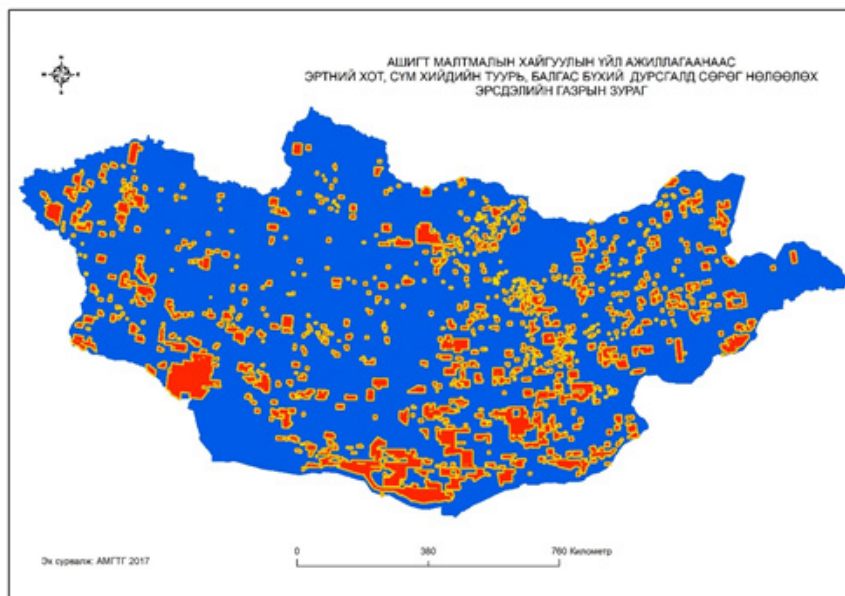 АШИГТ МАЛТМАЛЫН ХАЙГУУЛЫН ҮЙЛ АЖИЛЛАГААНААС
ЭРТНИЙ ХОТ, СҮМ ХИЙДИЙН ТУУРЬ, БАЛГАС БҮХИЙ ДУРСГАЛД СӨРӨГ НӨЛӨӨЛӨХ
ЭРСДЭЛИЙН ГАЗРЫН ЗУРАГ
0 380 760 Километр
Эх сурвалж: АМГТГ 2017